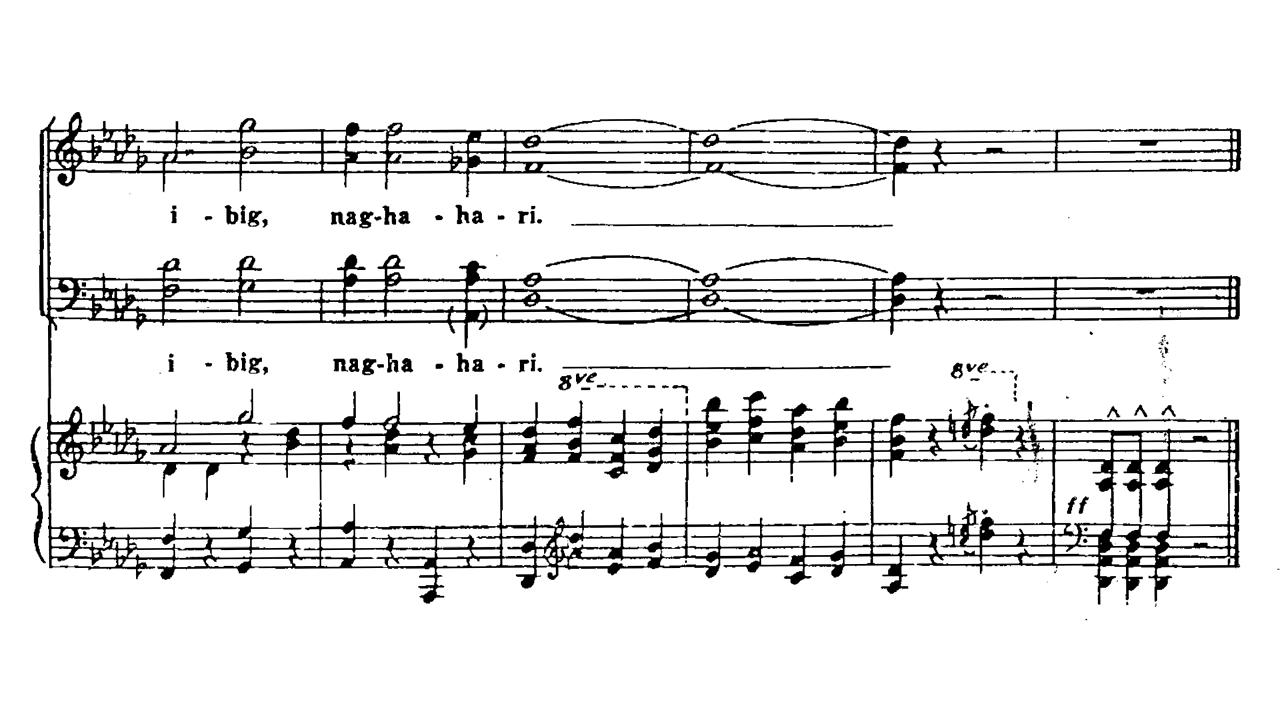 i - big, nag-ha - ha - ri.
i - big, nag-ha - ha - ri.
8ve
8ve
ff